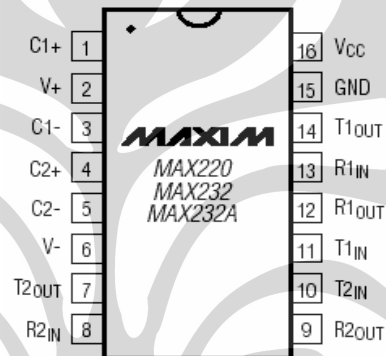 C1+ 1 16 VCC
V+ 2 15 GND
C1- 3 14 T1OUT
MAXIM
C2+ 4 MAX220 13 R1IN
MAX232
C2- 5 MAX232A 12 R1OUT
V- 6 11 T1IN
T2OUT 7 10 T2IN
R2IN 8 9 R2OUT